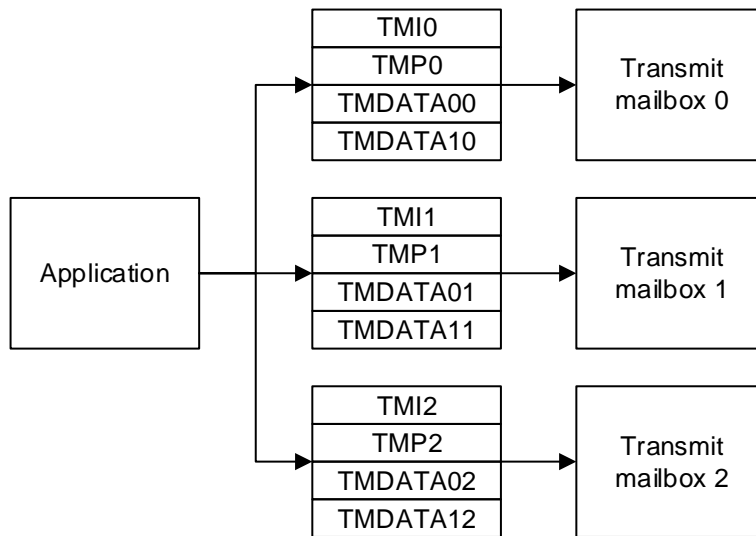 TMI0
TMP0
TMDATA00
TMDATA10
Transmit
mailbox 0
Application
TMI1
TMP1
TMDATA01
TMDATA11
Transmit
mailbox 1
TMI2
TMP2
TMDATA02
TMDATA12
Transmit
mailbox 2